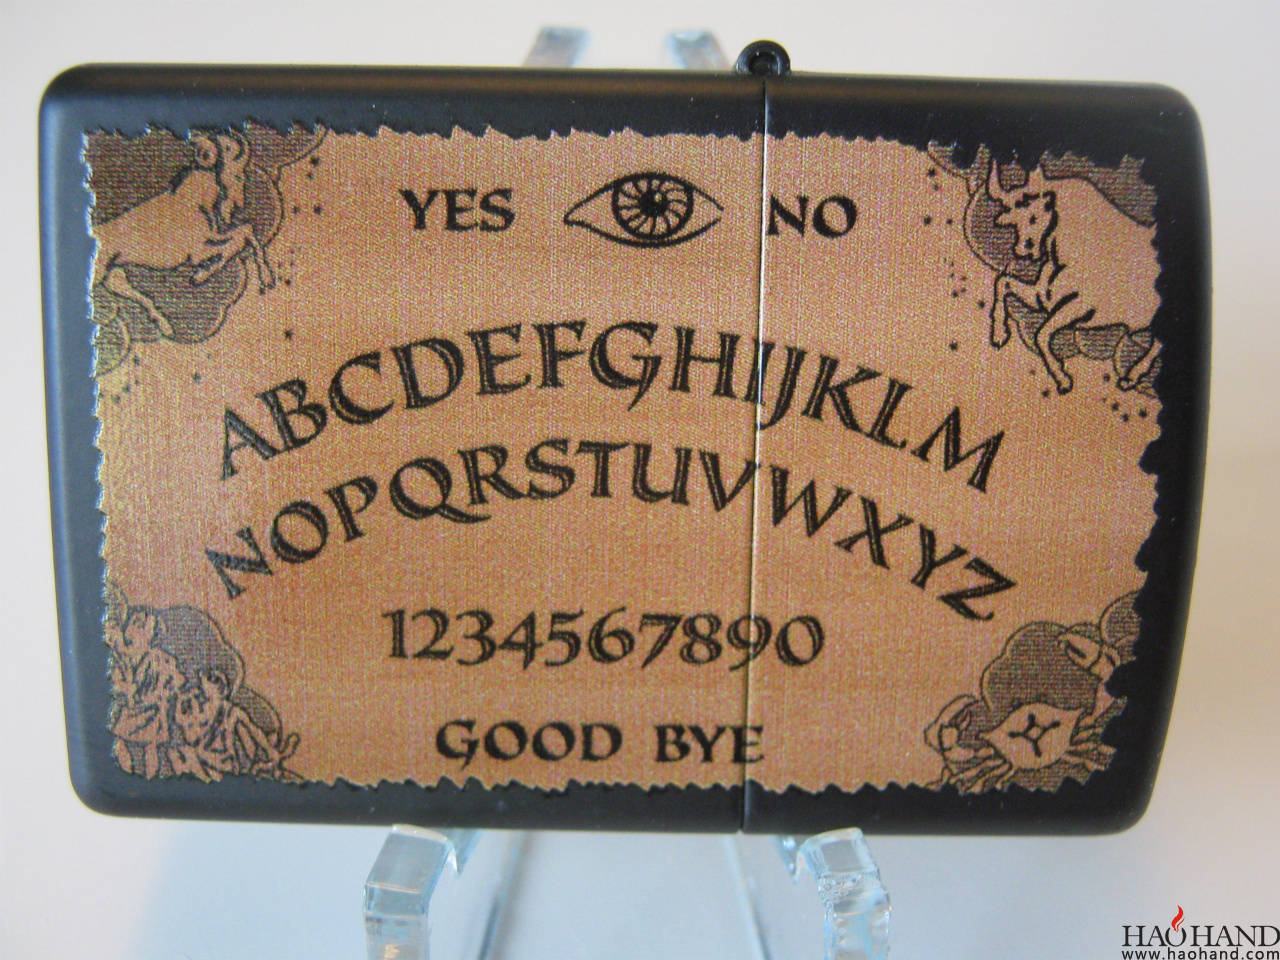 YES NO
ABCDEFGHIJKLM
NOPQRSTUVWXYZ
1234567890
GOOD BYE
HAOHAND
www.haohand.com